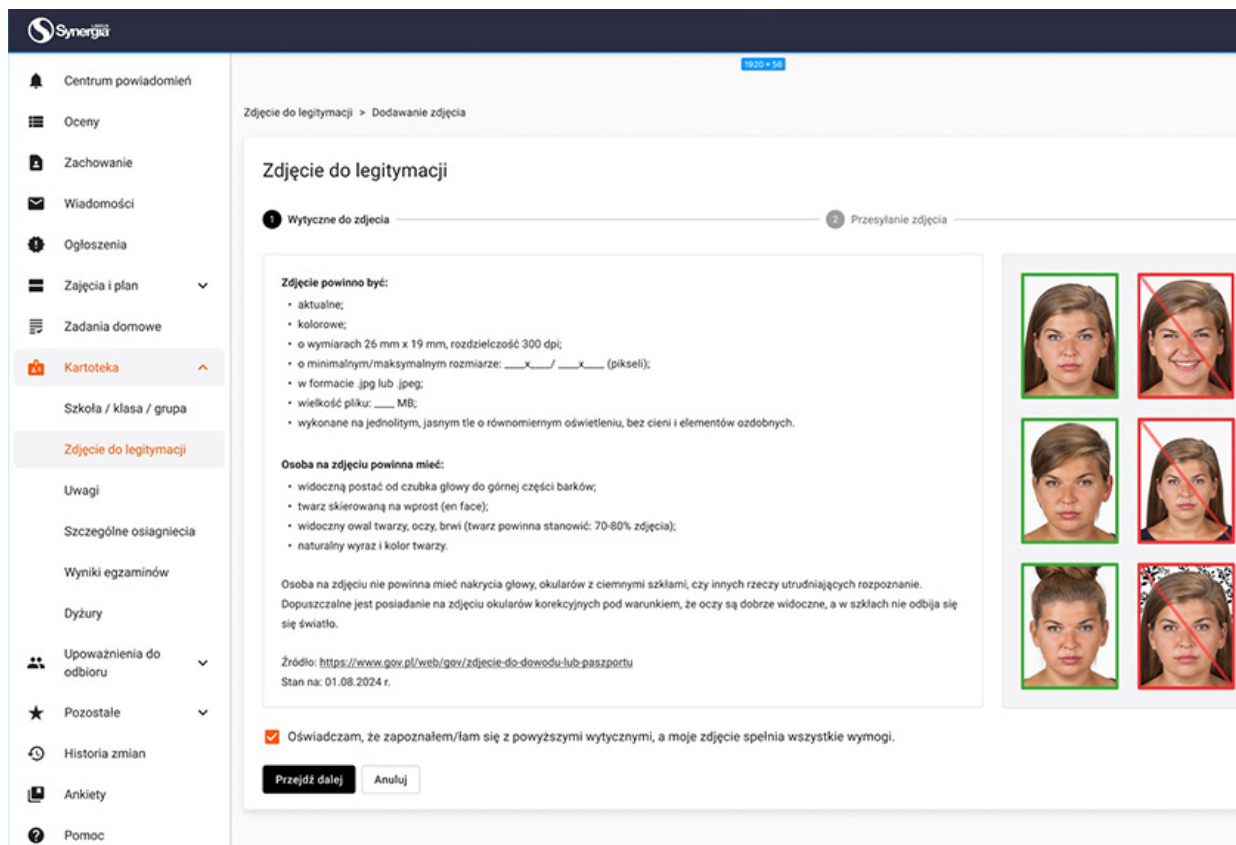 LIBRUS
Synergia
1920 × 56
Centrum powiadomień
Oceny
Zachowanie
Wiadomości
Ogłoszenia
Zajęcia i plan
Zadania domowe
Kartoteka
Szkoła / klasa / grupa
Zdjęcie do legitymacji
Uwagi
Szczególne osiagniecia
Wyniki egzaminów
Dyżury
Upoważnienia do
odbioru
Pozostałe
Historia zmian
Ankiety
Pomoc
Zdjęcie do legitymacji > Dodawanie zdjęcia
Zdjęcie do legitymacji
1 Wytyczne do zdjecia
2 Przesyłanie zdjęcia
Zdjęcie powinno być:
• aktualne;
• kolorowe;
• o wymiarach 26 mm x 19 mm, rozdzielczość 300 dpi;
• o minimalnym/maksymalnym rozmiarze: ____x____/ ____x____ (pikseli);
• w formacie .jpg lub .jpeg;
• wielkość pliku: ____ MB;
• wykonane na jednolitym, jasnym tle o równomiernym oświetleniu, bez cieni i elementów ozdobnych.
Osoba na zdjęciu powinna mieć:
• widoczną postać od czubka głowy do górnej części barków;
• twarz skierowaną na wprost (en face);
• widoczny owal twarzy, oczy, brwi (twarz powinna stanowić: 70-80% zdjęcia);
• naturalny wyraz i kolor twarzy.
Osoba na zdjęciu nie powinna mieć nakrycia głowy, okularów z ciemnymi szkłami, czy innych rzeczy utrudniających rozpoznanie.
Dopuszczalne jest posiadanie na zdjęciu okularów korekcyjnych pod warunkiem, że oczy są dobrze widoczne, a w szkłach nie odbija się
się światło.
Źródło: https://www.gov.pl/web/gov/zdjecie-do-dowodu-lub-paszportu
Stan na: 01.08.2024 r.
Oświadczam, że zapoznałem/łam się z powyższymi wytycznymi, a moje zdjęcie spełnia wszystkie wymogi.
Przejdź dalej
Anuluj